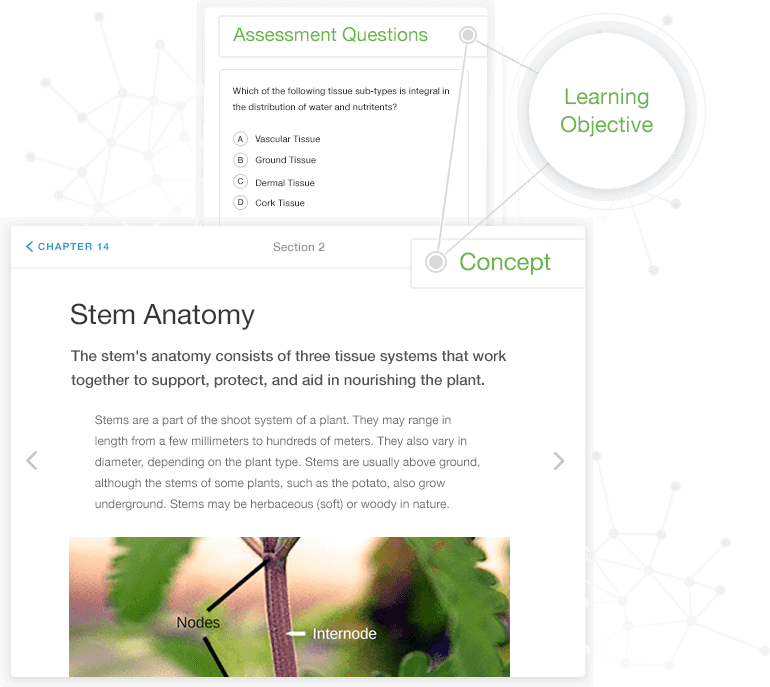 Assessment Questions
Which of the following tissue sub-types is integral in
the distribution of water and nutritents?
A Vascular Tissue
B Ground Tissue
C Dermal Tissue
D Cork Tissue
Learning
Objective
CHAPTER 14
Section 2
Concept
Stem Anatomy
The stem's anatomy consists of three tissue systems that work
together to support, protect, and aid in nourishing the plant.
Stems are a part of the shoot system of a plant. They may range in
length from a few millimeters to hundreds of meters. They also vary in
diameter, depending on the plant type. Stems are usually above ground,
although the stems of some plants, such as the potato, also grow
underground. Stems may be herbaceous (soft) or woody in nature.
Nodes
Internode